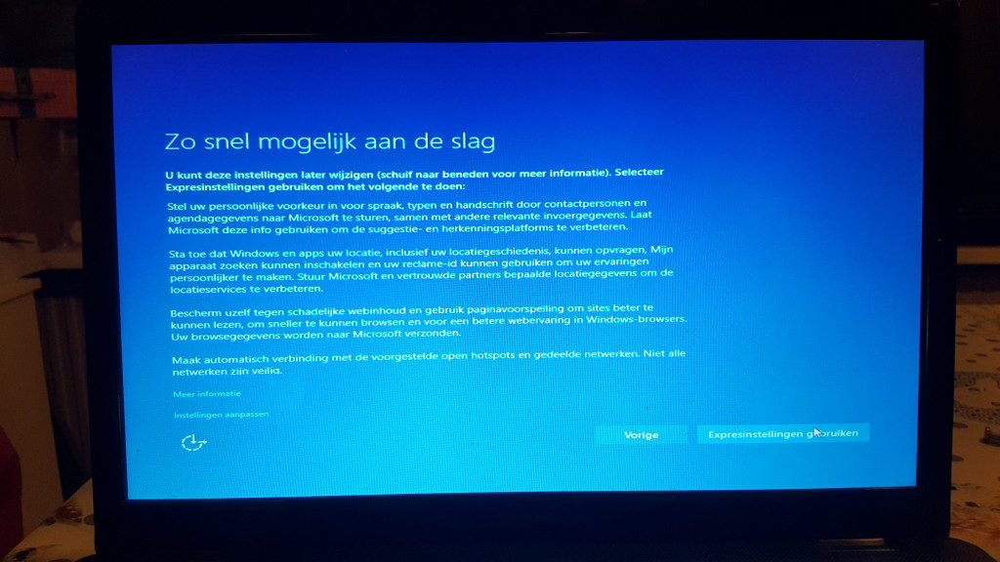 Zo snel mogelijk aan de slag
U kunt deze instellingen later wijzigen (schuif naar beneden voor meer informatie). Selecteer
Expresinstellingen gebruiken om het volgende te doen:
Stel uw persoonlijke voorkeur in voor spraak, typen en handschrift door contactpersonen en
agendagegevens naar Microsoft te sturen, samen met andere relevante invoergegevens. Laat
Microsoft deze info gebruiken om de suggestie- en herkenningsplatforms te verbeteren.
Sta toe dat Windows en apps uw locatie, inclusief uw locatiegeschiedenis, kunnen opvragen, Mijn
apparaat zoeken kunnen inschakelen en uw reclame-id kunnen gebruiken om uw ervaringen
persoonlijker te maken. Stuur Microsoft en vertrouwde partners bepaalde locatiegegevens om de
locatieservices te verbeteren.
Bescherm uzelf tegen schadelijke webinhoud en gebruik paginavoorspelling om sites beter te
kunnen lezen, om sneller te kunnen browsen en voor een betere webervaring in Windows-browsers.
Uw browsegegevens worden naar Microsoft verzonden.
Maak automatisch verbinding met de voorgestelde open hotspots en gedeelde netwerken. Niet alle
netwerken zijn veilig.
Meer informatie
Instellingen aanpassen
Vorige
Expresinstellingen gebruiken